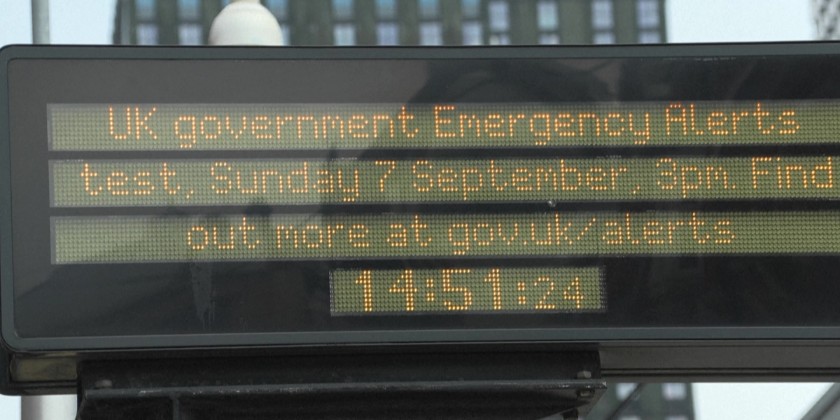 UK government Emergency Alerts
test, Sunday 7 September, 3pm. Find
out more at gov.uk/alerts
14:51:24